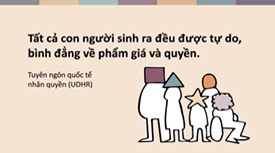 Tất cả con người sinh ra đều được tự do,
bình đẳng về phẩm giá và quyền.
Tuyên ngôn quốc tế
nhân quyền (UDHR)